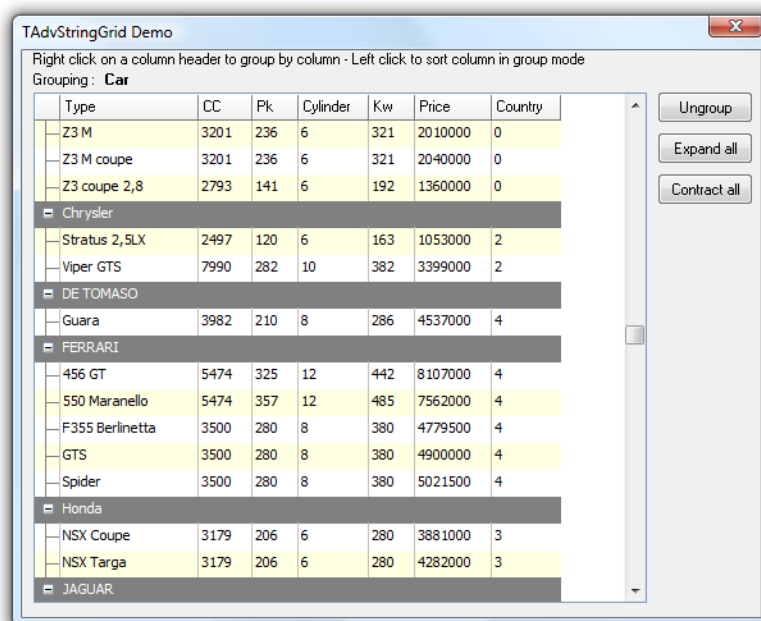 TAdvStringGrid Demo
Right click on a column header to group by column - Left click to sort column in group mode
Grouping : Car
Type CC Pk Cylinder Kw Price Country
Z3 M 3201 236 6 321 2010000 0
Z3 M coupe 3201 236 6 321 2040000 0
Z3 coupe 2,8 2793 141 6 192 1360000 0
Chrysler
Stratus 2,5LX 2497 120 6 163 1053000 2
Viper GTS 7990 282 10 382 3399000 2
DE TOMASO
Guara 3982 210 8 286 4537000 4
FERRARI
456 GT 5474 325 12 442 8107000 4
550 Maranello 5474 357 12 485 7562000 4
F355 Berlinetta 3500 280 8 380 4779500 4
GTS 3500 280 8 380 4900000 4
Spider 3500 280 8 380 5021500 4
Honda
NSX Coupe 3179 206 6 280 3881000 3
NSX Targa 3179 206 6 280 4282000 3
JAGUAR
Ungroup
Expand all
Contract all